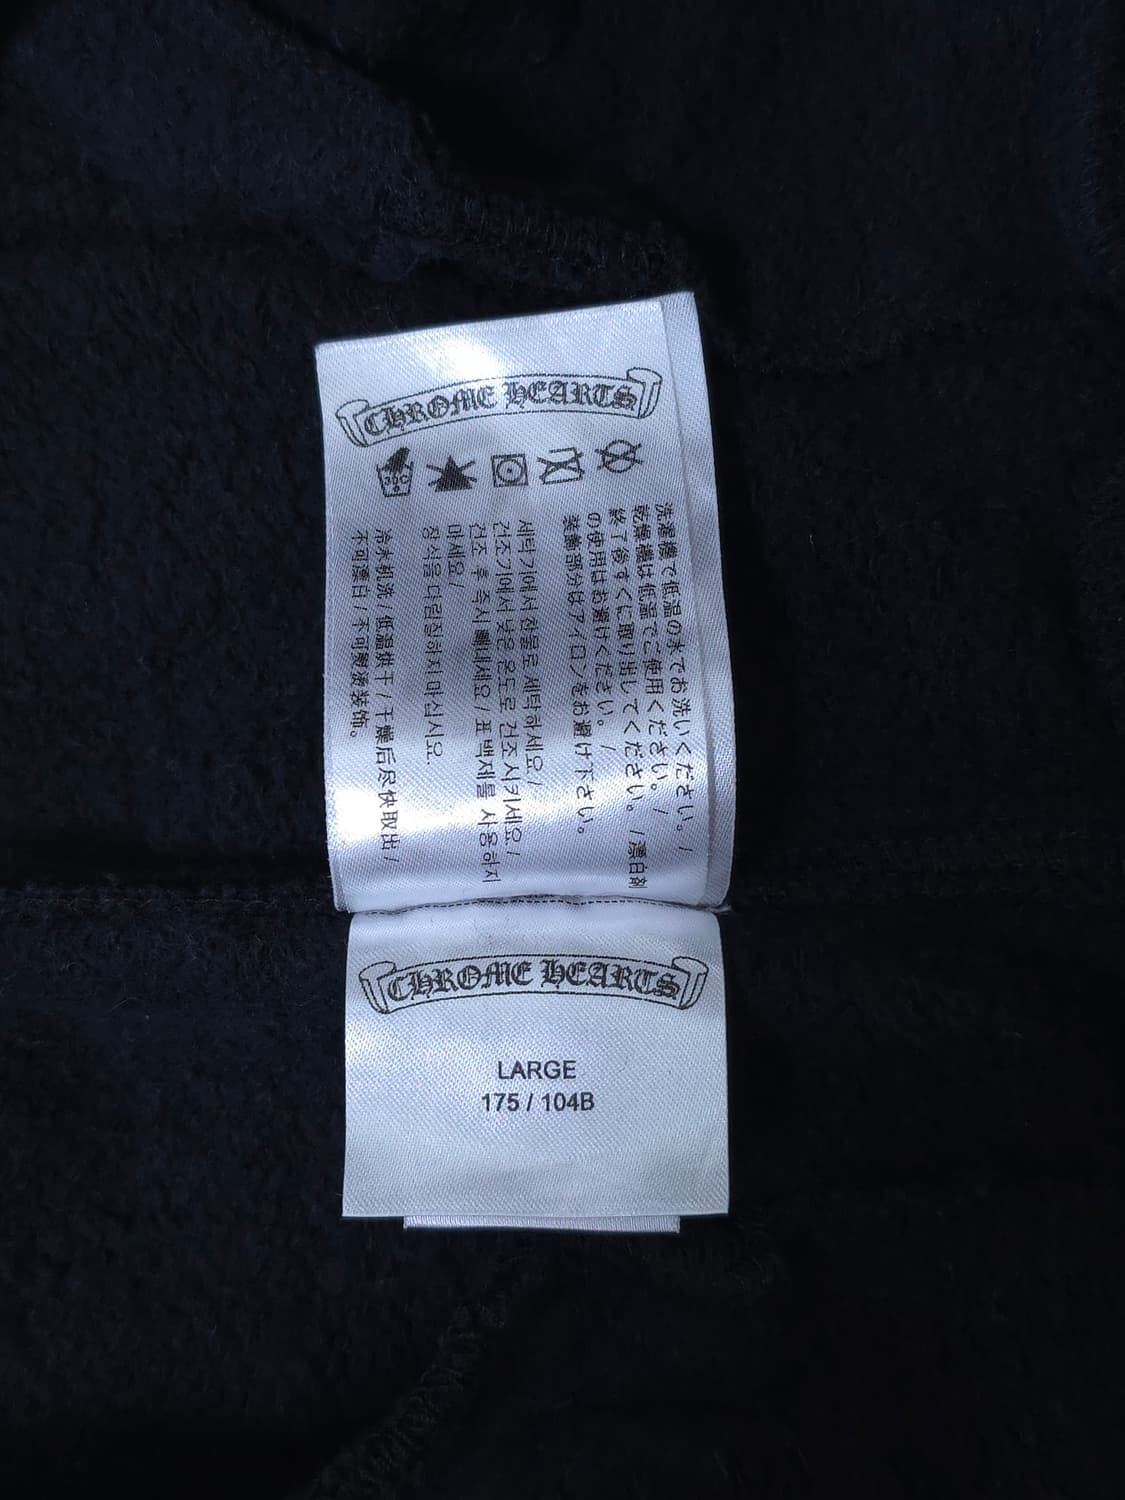 CHROME HEARTS
30C
洗濯機で低温の水でお洗いください。/
乾燥機は低温でご使用ください。/
終了後すぐに取り出してください。/漂白剤
の使用はお避けください。/
装飾部分はアイロンをお避け下さい。
세탁기에서 찬물로 세탁하세요/
건조기에서 낮은 온도로 건조시키세요/
건조 후 즉시 빼내세요/표백제를 사용하지
마세요/
장식을 다림질하지 마십시요.
冷水机洗/低温烘干/干燥后尽快取出/
不可漂白/不可熨烫装饰。
CHROME HEARTS
LARGE
175 / 104B